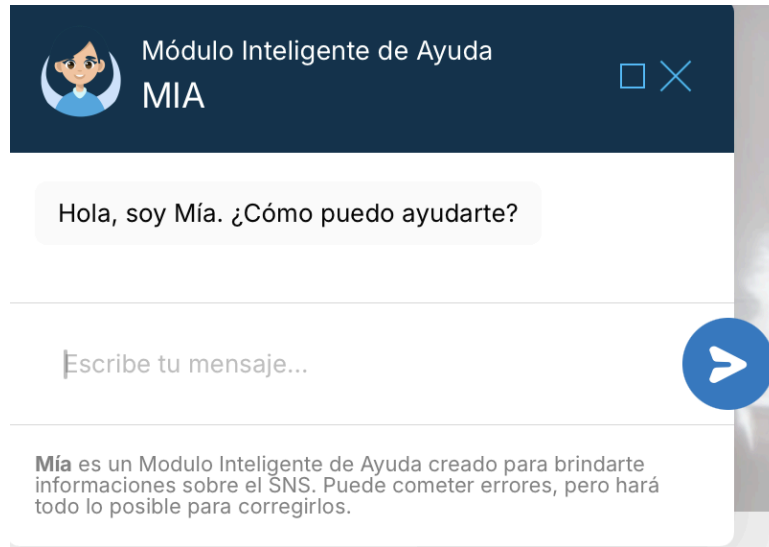 Módulo Inteligente de Ayuda
MIA
Hola, soy Mía. ¿Cómo puedo ayudarte?
Escribe tu mensaje...
Mía es un Modulo Inteligente de Ayuda creado para brindarte
informaciones sobre el SNS. Puede cometer errores, pero hará
todo lo posible para corregirlos.